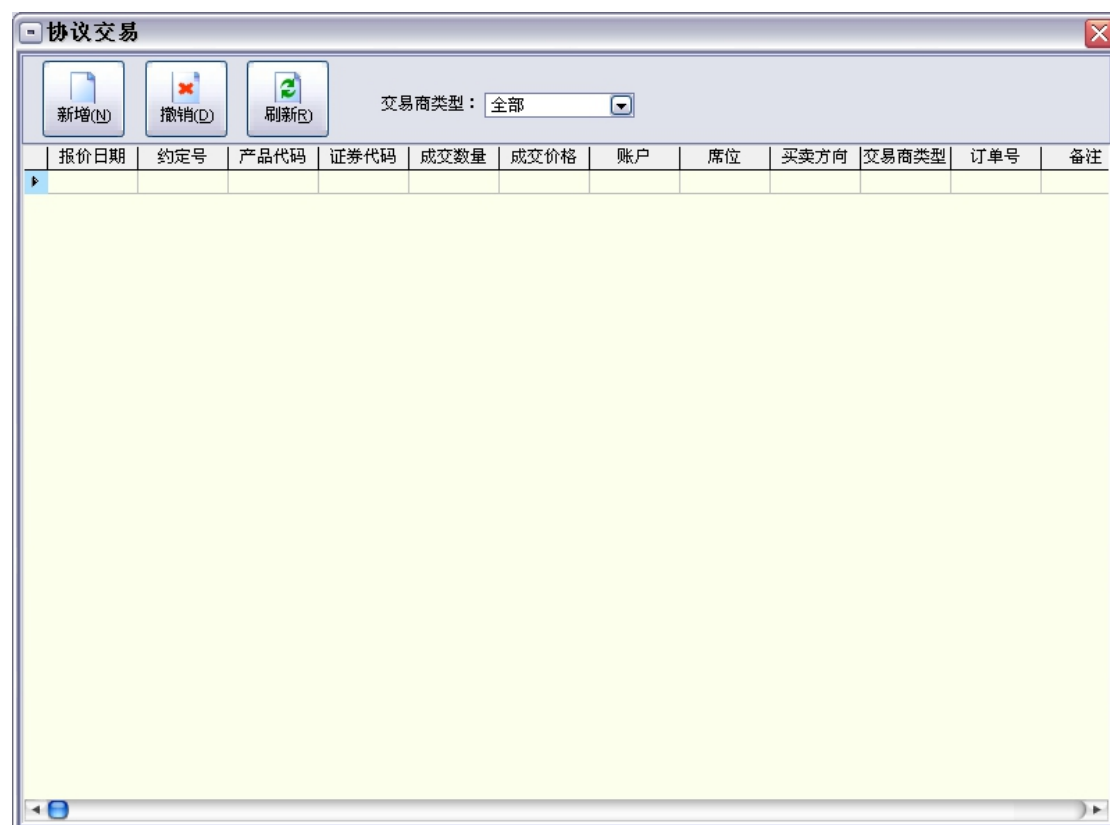 协议交易
新增(N) 撤销(D) 刷新R) 交易商类型： 全部
报价日期 约定号 产品代码 证券代码 成交数量 成交价格 账户 席位 买卖方向 交易商类型 订单号 备注